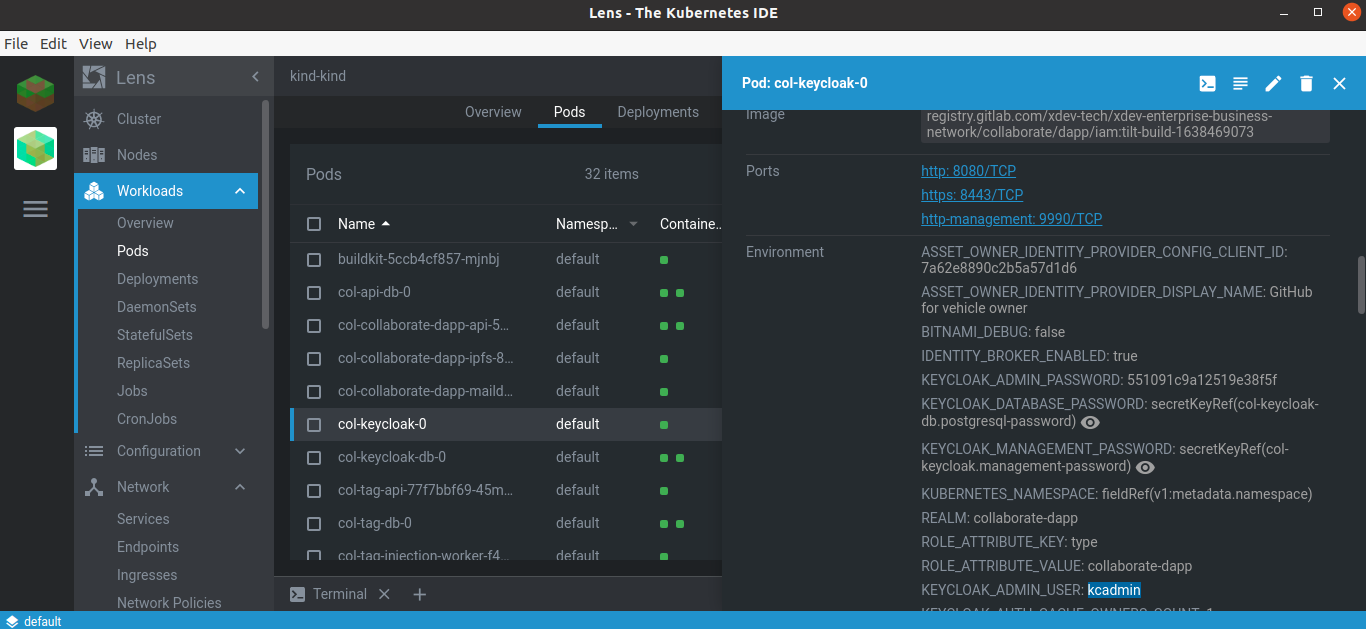 Lens - The Kubernetes IDE
File Edit View Help
Lens
Cluster
Nodes
Workloads
Overview
Pods
Deployments
DaemonSets
StatefulSets
ReplicaSets
Jobs
CronJobs
Configuration
Network
Services
Endpoints
Ingresses
Network Policies
kind-kind
Overview Pods Deployments
Pods 32 items
Name Namesp... Containe..
buildkit-5ccb4cf857-mjnbj default
col-api-db-0 default
col-collaborate-dapp-api-5... default
col-collaborate-dapp-ipfs-8... default
col-collaborate-dapp-maild... default
col-keycloak-0 default
col-keycloak-db-0 default
col-tag-api-77f7bbf69-45m... default
col-tag-db-0 default
col-tag-injection-worker-f4... default
Terminal
Pod: col-keycloak-0
Image registry.gitlab.com/xdev-tech/xdev-enterprise-business-
network/collaborate/dapp/iam:tilt-build-1638469073
Ports http: 8080/TCP
https: 8443/TCP
http-management: 9990/TCP
Environment ASSET_OWNER_IDENTITY_PROVIDER_CONFIG_CLIENT_ID:
7a62e8890c2b5a57d1d6
ASSET_OWNER_IDENTITY_PROVIDER_DISPLAY_NAME: GitHub
for vehicle owner
BITNAMI_DEBUG: false
IDENTITY_BROKER_ENABLED: true
KEYCLOAK_ADMIN_PASSWORD: 551091c9a12519e38f5f
KEYCLOAK_DATABASE_PASSWORD: secretKeyRef(col-keycloak-
db.postgresql-password)
KEYCLOAK_MANAGEMENT_PASSWORD: secretKeyRef(col-
keycloak.management-password)
KUBERNETES_NAMESPACE: fieldRef(v1:metadata.namespace)
REALM: collaborate-dapp
ROLE_ATTRIBUTE_KEY: type
ROLE_ATTRIBUTE_VALUE: collaborate-dapp
KEYCLOAK_ADMIN_USER: kcadmin
KEYCLOAK_AUTH_CACHE_OWNERS_COUNT: 1
default